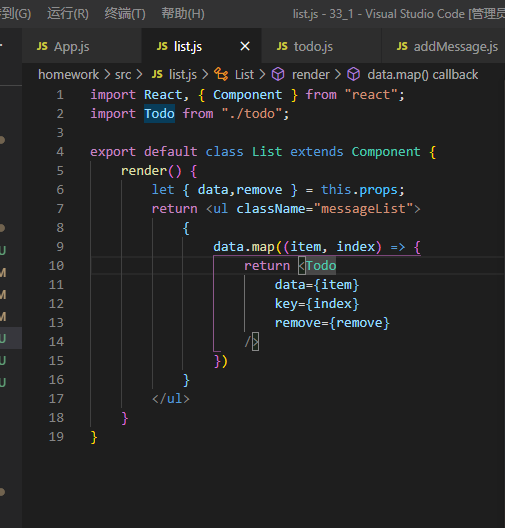 到(G) 运行(R) 终端(T) 帮助(H) list.js - 33_1 - Visual Studio Code [管理员
JS App.js JS list.js × JS todo.js JS addMessage.js
homework > src > JS list.js > List > render > data.map() callback
1 import React, { Component } from "react";
2 import Todo from "./todo";
3
4 export default class List extends Component {
5 render() {
6 let { data,remove } = this.props;
7 return <ul className="messageList">
8 {
9 data.map((item, index) => {
10 return <Todo
11 data={item}
12 key={index}
13 remove={remove}
14 />
15 })
16 }
17 </ul>
18 }
19 }
U
M
M
M
U
U
U